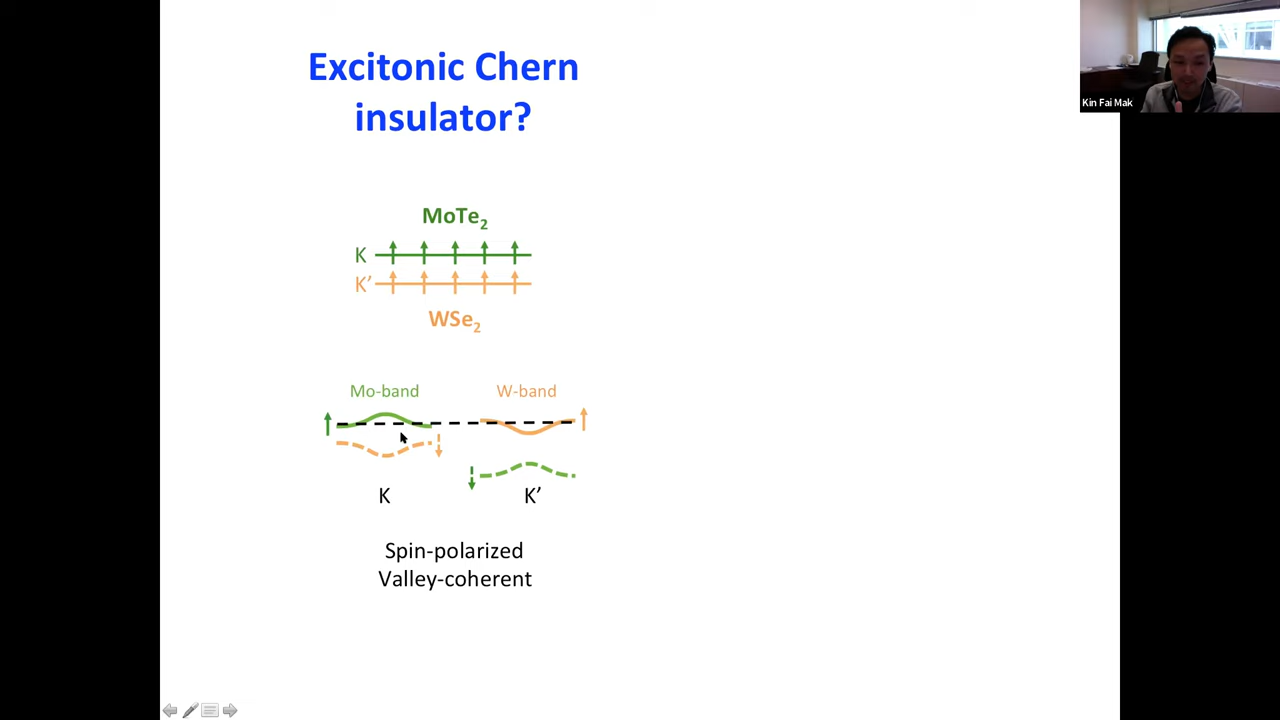 Excitonic Chern
insulator?
MoTe₂
K
K’
WSe₂
Mo-band W-band
K K’
Spin-polarized
Valley-coherent
Kin Fai Mak